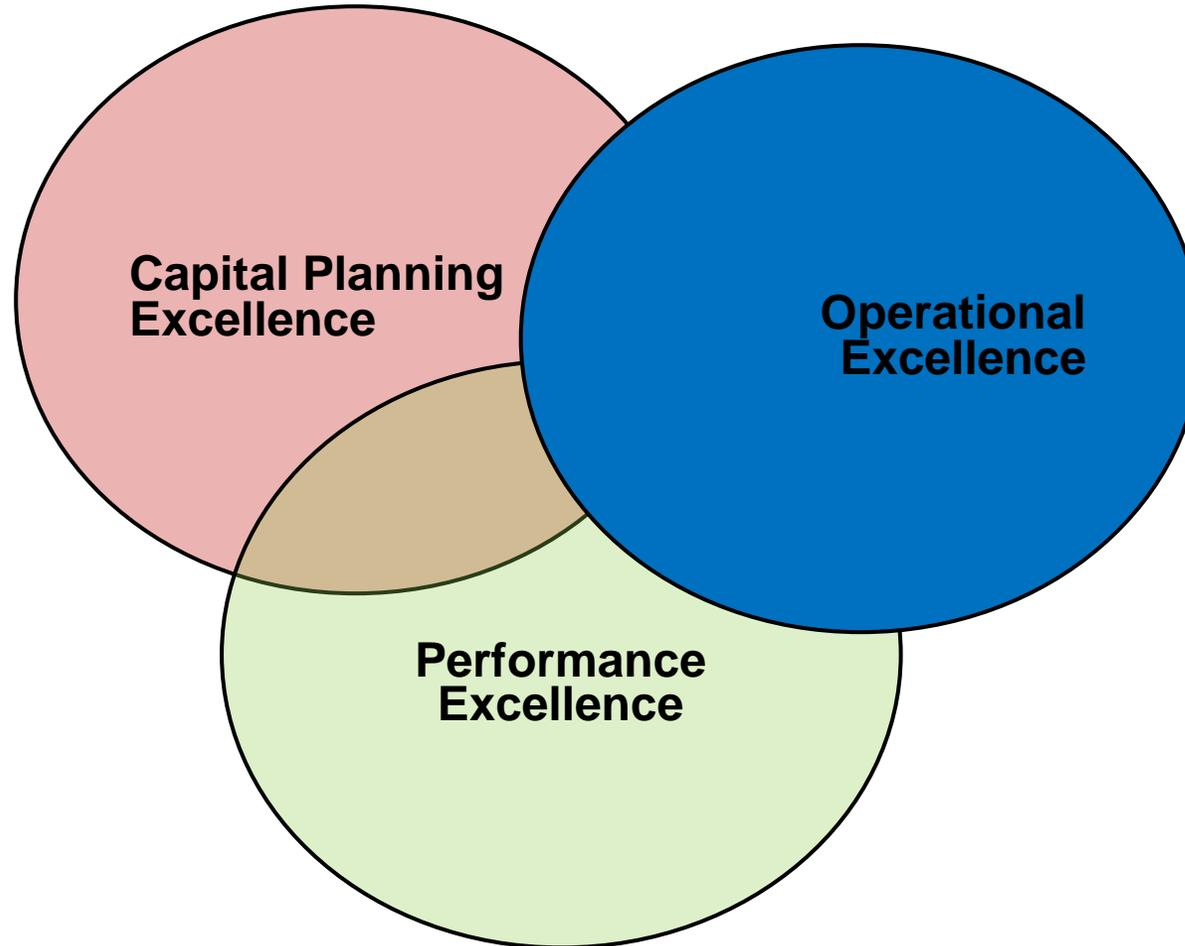 Capital Planning
Excellence
Operational
Excellence
Performance
Excellence